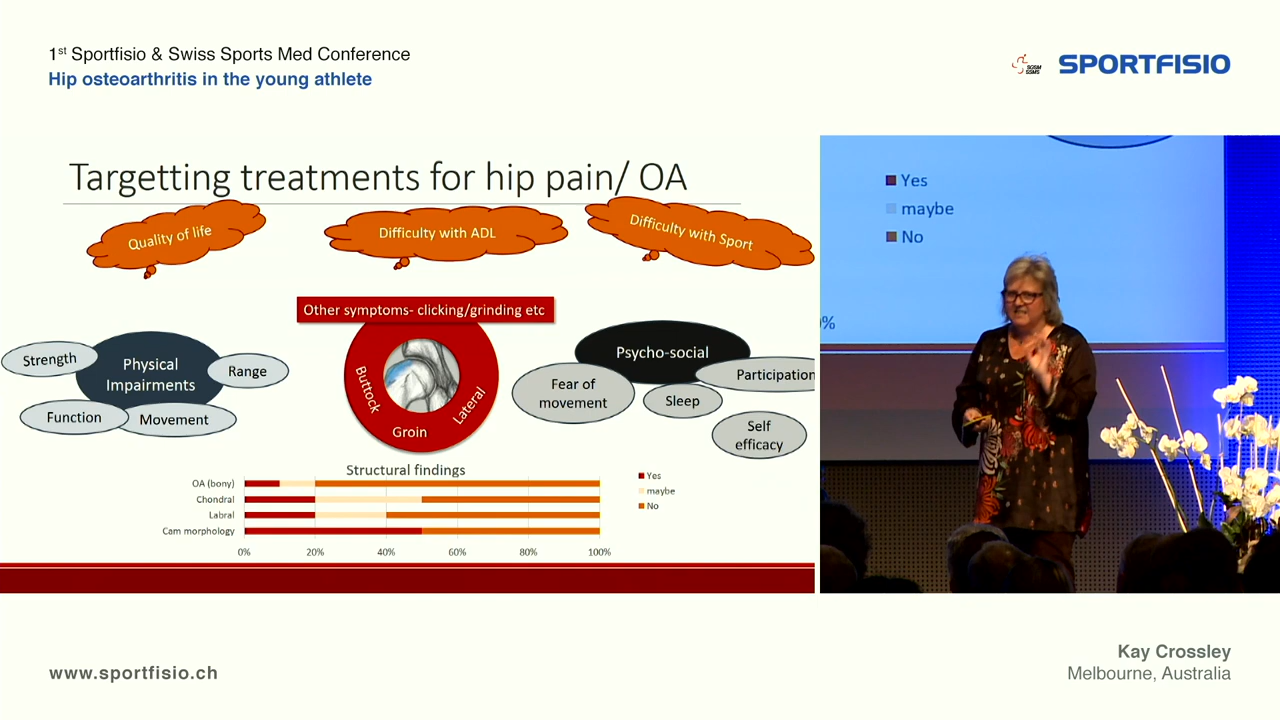 1st Sportfisio & Swiss Sports Med Conference
Hip osteoarthritis in the young athlete
SGSM
SSMS
SPORTFISIO
Targetting treatments for hip pain/ OA
Quality of life
Difficulty with ADL
Difficulty with Sport
Other symptoms- clicking/grinding etc
Strength
Physical
Impairments
Range
Function
Movement
Buttock
Groin
Lateral
Psycho-social
Fear of
movement
Participation
Sleep
Self
efficacy
Structural findings
OA (bony)
Chondral
Labral
Cam morphology
0%
20%
40%
60%
80%
100%
Yes
maybe
No
Yes
maybe
No
%
www.sportfisio.ch
Kay Crossley
Melbourne, Australia